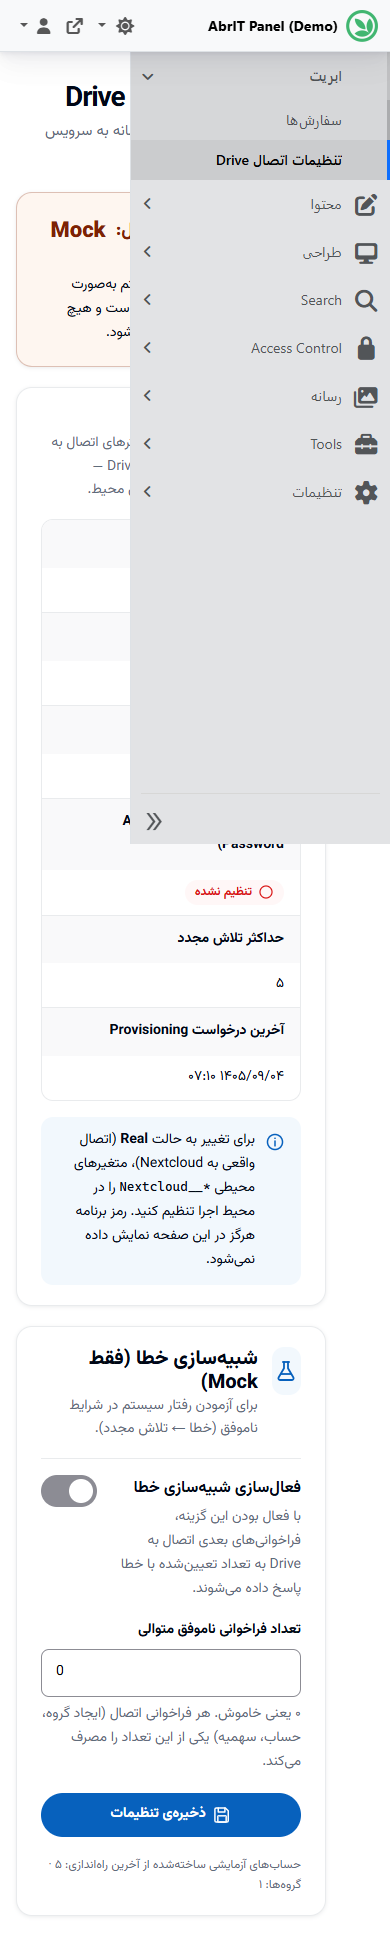 AbrIT Panel (Demo)
ابریت
سفارش‌ها
تنظیمات اتصال Drive
محتوا
طراحی
Search
Access Control
رسانه
Tools
تنظیمات
Drive
انه به سرویس
ل: Mock
تم به‌صورت
ست و هیچ
شود.
رهای اتصال به
— Driv
محیط.
A
Password)
تنظیم نشده
حداکثر تلاش مجدد
۵
آخرین درخواست Provisioning
۱۴۰۵/۰۹/۰۴ ۰۷:۱۰
برای تغییر به حالت Real (اتصال
واقعی به Nextcloud)، متغیرهای
محیطی Nextcloud__* را در
محیط اجرا تنظیم کنید. رمز برنامه
هرگز در این صفحه نمایش داده
نمی‌شود.
شبیه‌سازی خطا (فقط
Mock)
برای آزمودن رفتار سیستم در شرایط
ناموفق (خطا ← تلاش مجدد).
فعال‌سازی شبیه‌سازی خطا
با فعال بودن این گزینه،
فراخوانی‌های بعدی اتصال به
Drive به تعداد تعیین‌شده با خطا
پاسخ داده می‌شوند.
تعداد فراخوانی ناموفق متوالی
0
۰ یعنی خاموش. هر فراخوانی اتصال (ایجاد گروه،
حساب، سهمیه) یکی از این تعداد را مصرف
می‌کند.
ذخیره‌ی تنظیمات
حساب‌های آزمایشی ساخته‌شده از آخرین راه‌اندازی: ۵ ·
گروه‌ها: ۱